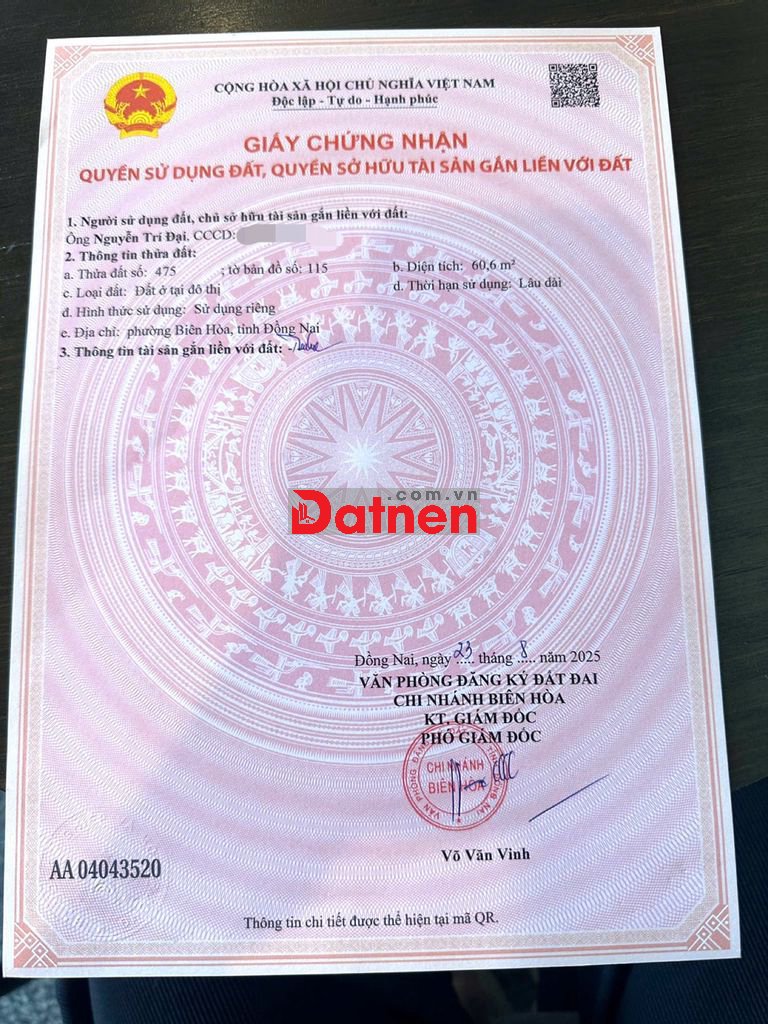 CỘNG HÒA XÃ HỘI CHỦ NGHĨA VIỆT NAM
Độc lập - Tự do - Hạnh phúc
GIẤY CHỨNG NHẬN
QUYỀN SỬ DỤNG ĐẤT, QUYỀN SỞ HỮU TÀI SẢN GẮN LIỀN VỚI ĐẤT
1. Người sử dụng đất, chủ sở hữu tài sản gắn liền với đất:
Ông Nguyễn Trí Đại. CCCD:
2. Thông tin thửa đất:
a. Thửa đất số: 475 ; tờ bản đồ số: 115 b. Diện tích: 60,6 m²
c. Loại đất: Đất ở tại đô thị d. Thời hạn sử dụng: Lâu dài
đ. Hình thức sử dụng: Sử dụng riêng
e. Địa chỉ: phường Biên Hòa, tỉnh Đồng Nai
3. Thông tin tài sản gắn liền với đất: -/-
.com.vn
Datnen
Đồng Nai, ngày 23 tháng 8 năm 2025
VĂN PHÒNG ĐĂNG KÝ ĐẤT ĐAI
CHI NHÁNH BIÊN HÒA
KT. GIÁM ĐỐC
PHÓ GIÁM ĐỐC
CHI NHÁNH
BIÊN HÒA
Võ Văn Vinh
AA 04043520
Thông tin chi tiết được thể hiện tại mã QR.